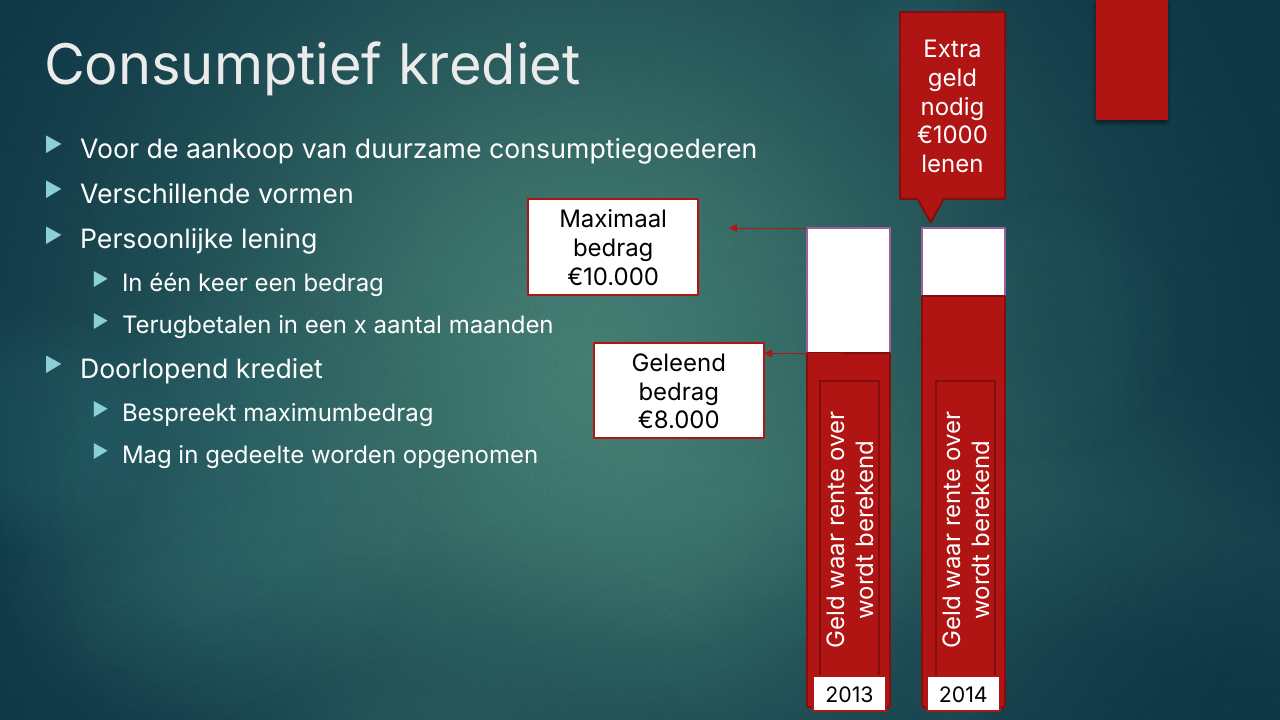 Consumptief krediet
Voor de aankoop van duurzame consumptiegoederen
Verschillende vormen
Persoonlijke lening
In één keer een bedrag
Terugbetalen in een x aantal maanden
Doorlopend krediet
Bespreekt maximumbedrag
Mag in gedeelte worden opgenomen
Maximaal
bedrag
€10.000
Geleend
bedrag
€8.000
Extra
geld
nodig
€1000
lenen
Geld waar rente over
wordt berekend
2013
Geld waar rente over
wordt berekend
2014